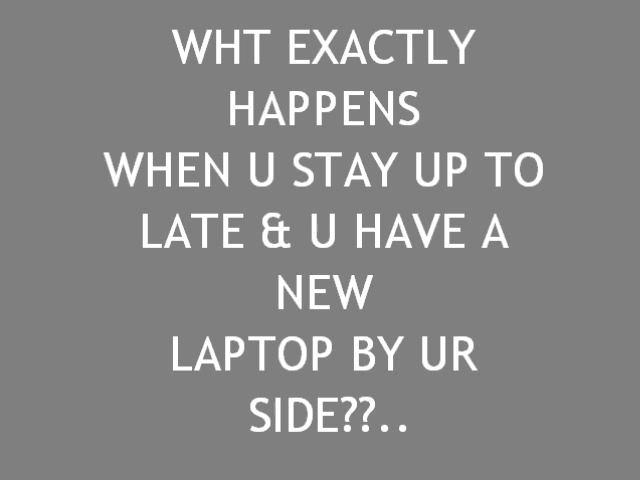 WHT EXACTLY
HAPPENS
WHEN U STAY UP TO
LATE & U HAVE A
NEW
LAPTOP BY UR
SIDE??..